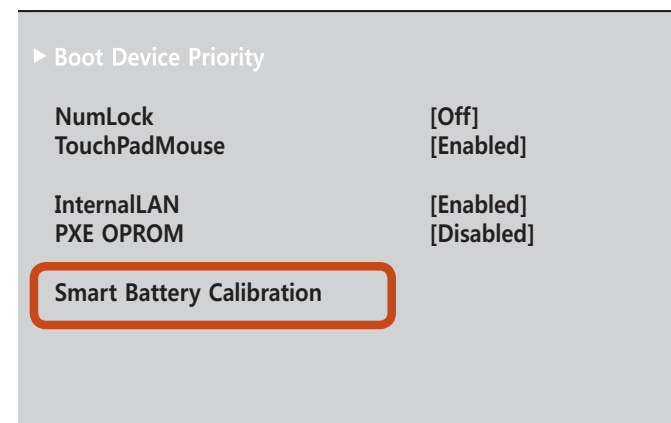 ▶ Boot Device Priority
NumLock [Off]
TouchPadMouse [Enabled]
InternalLAN [Enabled]
PXE OPROM [Disabled]
Smart Battery Calibration